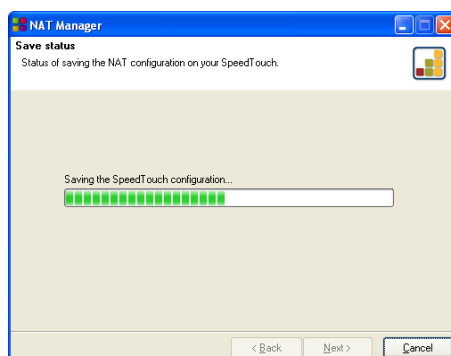 NAT Manager
Save status
Status of saving the NAT configuration on your SpeedTouch.
Saving the SpeedTouch configuration...
< Back
Next >
Cancel